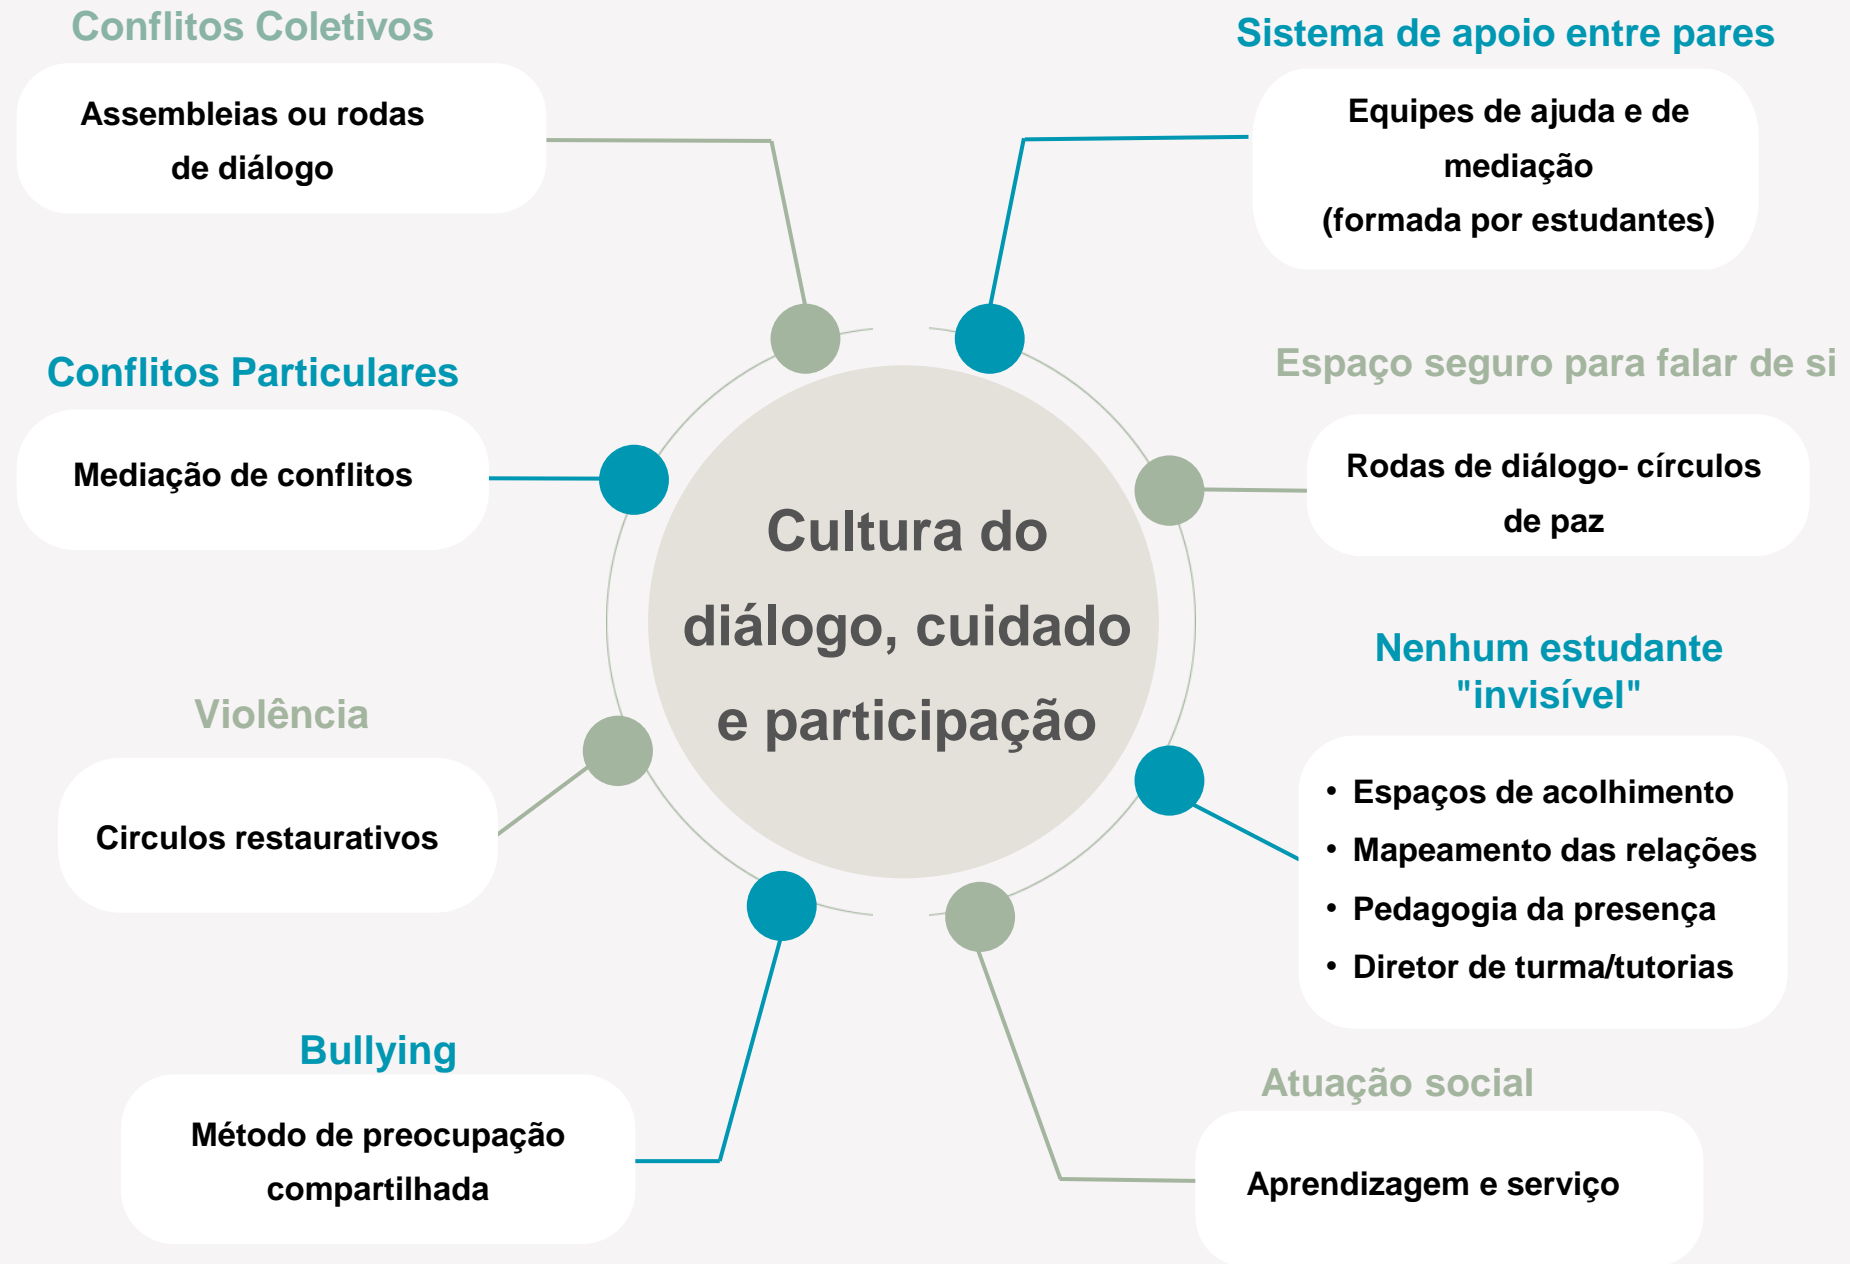 Conflitos Coletivos
Assembleias ou rodas
de diálogo
Conflitos Particulares
Mediação de conflitos
Violência
Circulos restaurativos
Bullying
Método de preocupação
compartilhada
Cultura do
diálogo, cuidado
e participação
Sistema de apoio entre pares
Equipes de ajuda e de
mediação
(formada por estudantes)
Espaço seguro para falar de si
Rodas de diálogo- círculos
de paz
Nenhum estudante
"invisível"
• Espaços de acolhimento
• Mapeamento das relações
• Pedagogia da presença
• Diretor de turma/tutorias
Atuação social
Aprendizagem e serviço